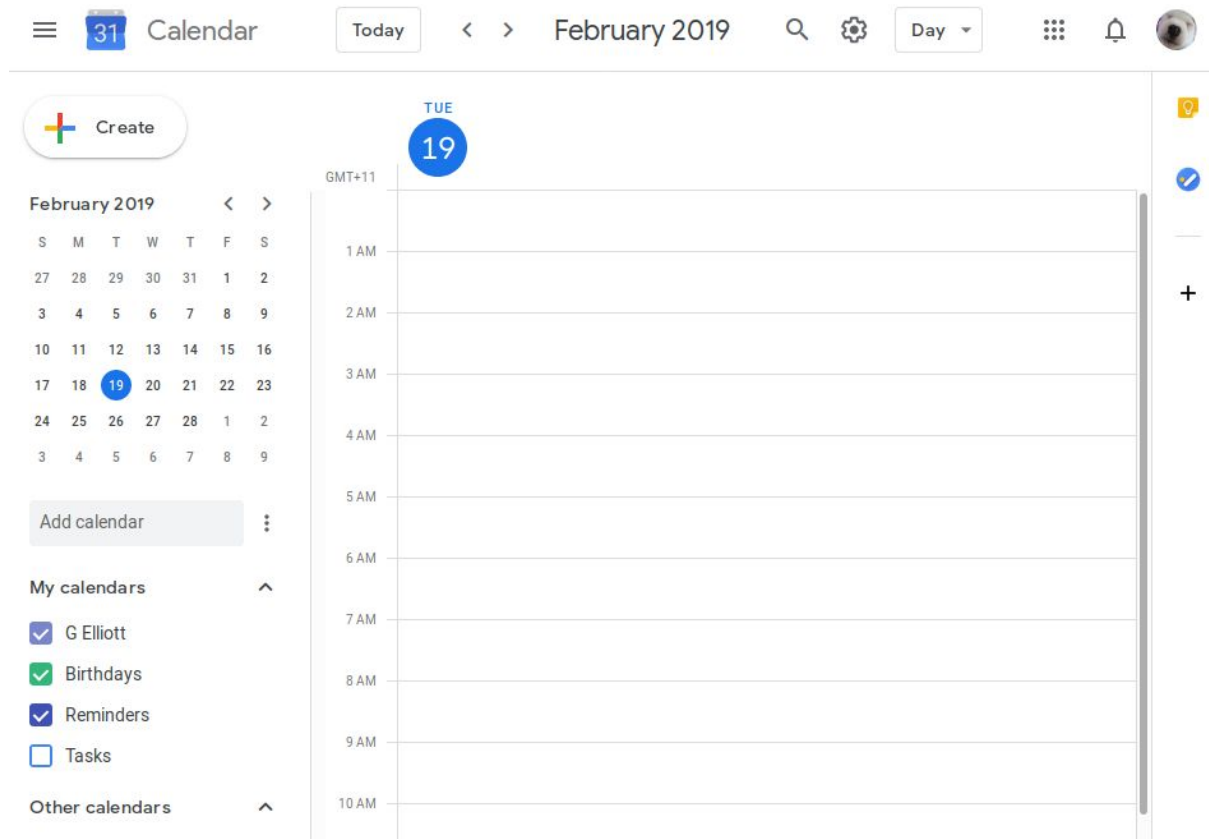 31 Calendar Today February 2019 Day
Create
February 2019
S M T W T F S
27 28 29 30 31 1 2
3 4 5 6 7 8 9
10 11 12 13 14 15 16
17 18 19 20 21 22 23
24 25 26 27 28 1 2
3 4 5 6 7 8 9
Add calendar
My calendars
G Elliott
Birthdays
Reminders
Tasks
Other calendars
TUE
19
GMT+11
1 AM
2 AM
3 AM
4 AM
5 AM
6 AM
7 AM
8 AM
9 AM
10 AM